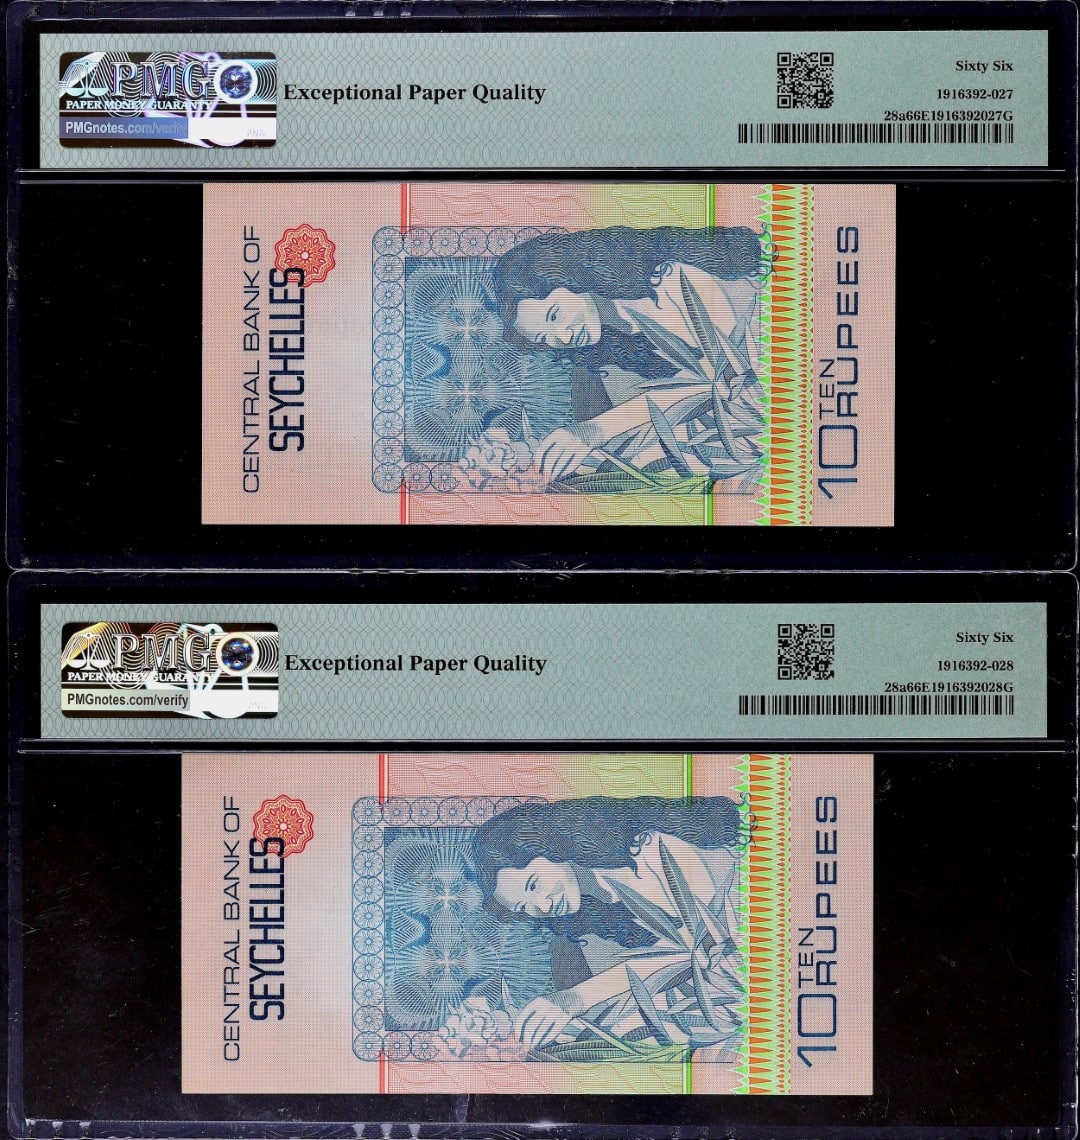 PMG
PAPER MONEY GUARANTY
PMGnotes.com/verify
Exceptional Paper Quality
Sixty Six
1916392-027
28a66E1916392027G
CENTRAL BANK OF
SEYCHELLES
10 TEN
RUPEES
PMG
PAPER MONEY GUARANTY
PMGnotes.com/verify
Exceptional Paper Quality
Sixty Six
1916392-028
28a66E1916392028G
CENTRAL BANK OF
SEYCHELLES
10 TEN
RUPEES